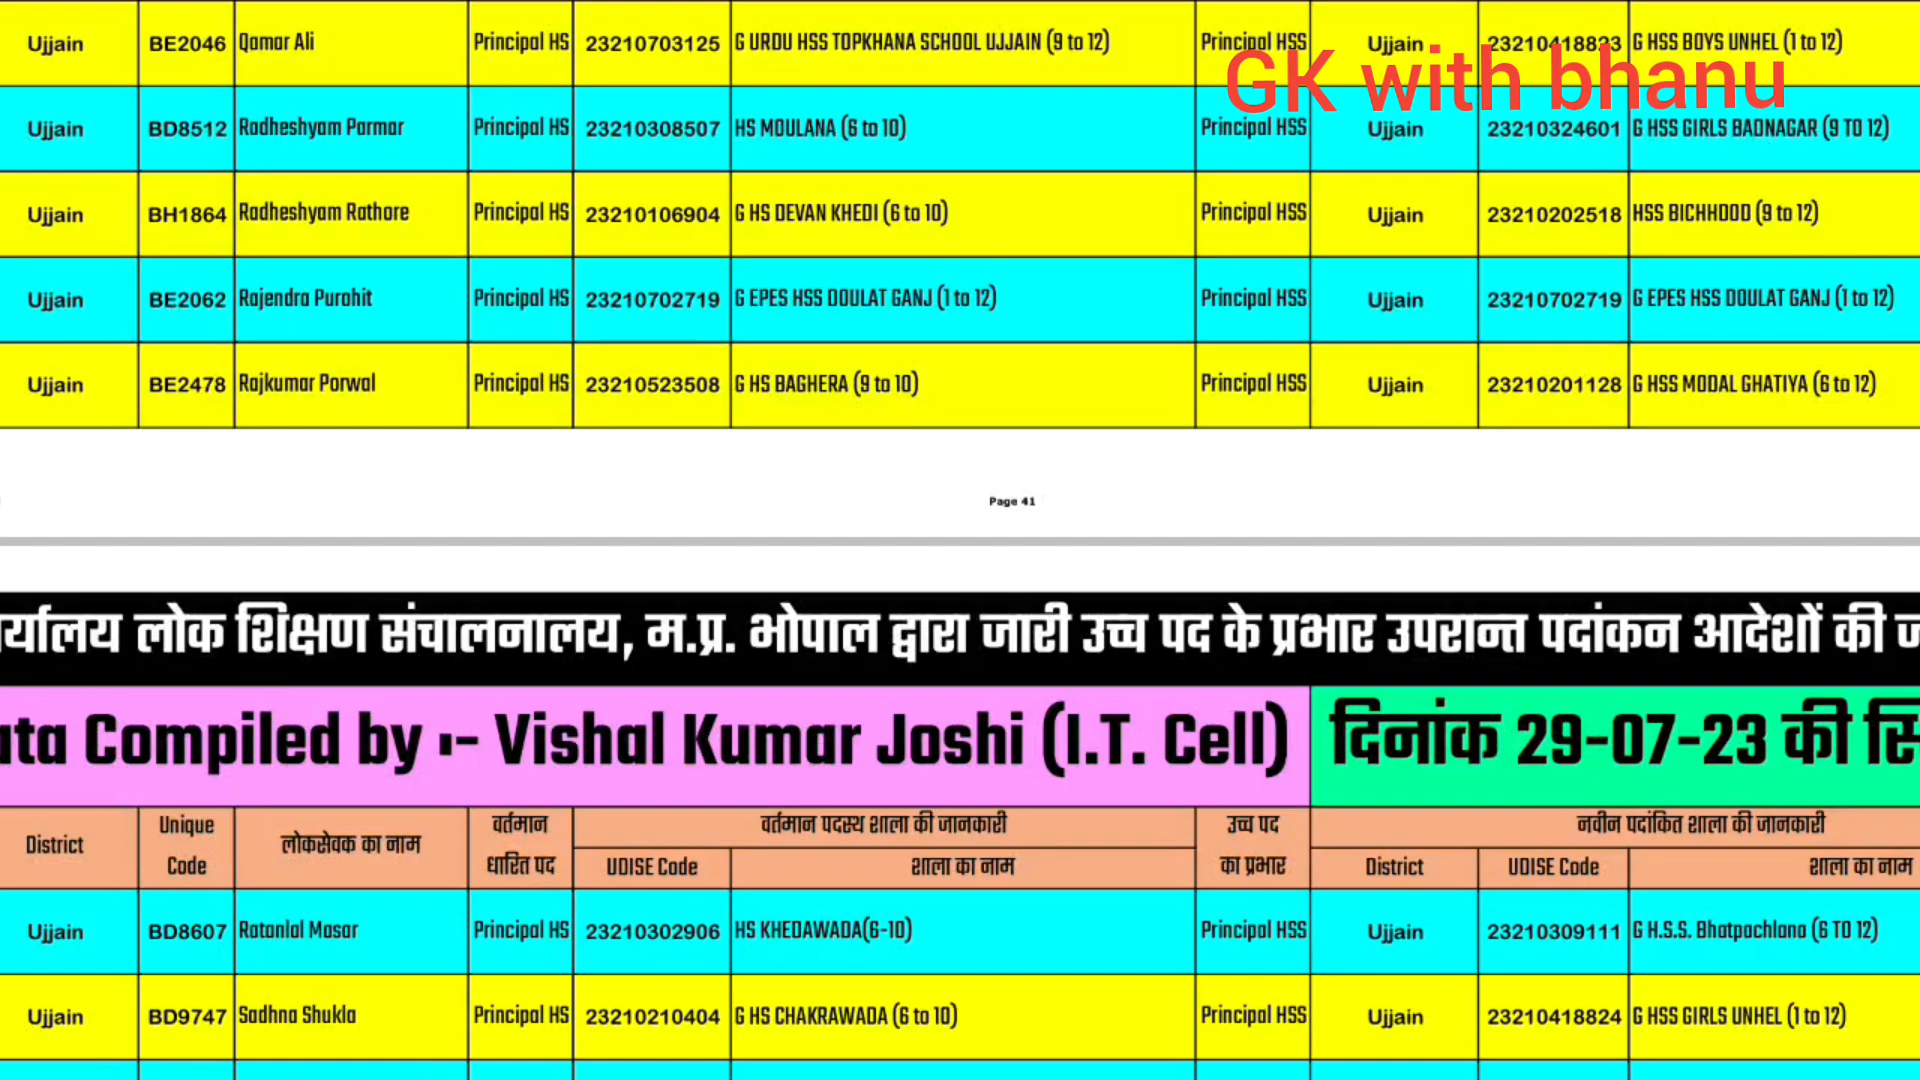 Ujjain BE2046 Qamar Ali Principal HS 23210703125 G URDU HSS TOPKHANA SCHOOL UJJAIN (9 to 12) Principal HSS Ujjain 23210418823 G HSS BOYS UNHEL (1 to 12)
GK with bhanu
Ujjain BD8512 Radheshyam Parmar Principal HS 23210308507 HS MOULANA (6 to 10) Principal HSS Ujjain 23210324601 G HSS GIRLS BADNAGAR (9 TO 12)
Ujjain BH1864 Radheshyam Rathore Principal HS 23210106904 G HS DEVAN KHEDI (6 to 10) Principal HSS Ujjain 23210202518 HSS BICHHDOD (9 to 12)
Ujjain BE2062 Rajendra Purohit Principal HS 23210702719 G EPES HSS DOULAT GANJ (1 to 12) Principal HSS Ujjain 23210702719 G EPES HSS DOULAT GANJ (1 to 12)
Ujjain BE2478 Rajkumar Porwal Principal HS 23210523508 G HS BAGHERA (9 to 10) Principal HSS Ujjain 23210201128 G HSS MODAL GHATIYA (6 to 12)
Page 41
र्यालय लोक शिक्षण संचालनालय, म.प्र. भोपाल द्वारा जारी उच्च पद के प्रभार उपरान्त पदांकन आदेशों की
ata Compiled by :- Vishal Kumar Joshi (I.T. Cell) दिनांक 29-07-23 की
District Unique Code लोकसेवक का नाम वर्तमान धारित पद वर्तमान पदस्थ शाला की जानकारी उच्च पद का प्रभार नवीन पदांकित शाला की जानकारी
UDISE Code शाला का नाम District UDISE Code शाला का नाम
Ujjain BD8607 Ratanlal Masar Principal HS 23210302906 HS KHEDAWADA(6-10) Principal HSS Ujjain 23210309111 G H.S.S. Bhatpachlana (6 TO 12)
Ujjain BD9747 Sadhna Shukla Principal HS 23210210404 G HS CHAKRAWADA (6 to 10) Principal HSS Ujjain 23210418824 G HSS GIRLS UNHEL (1 to 12)